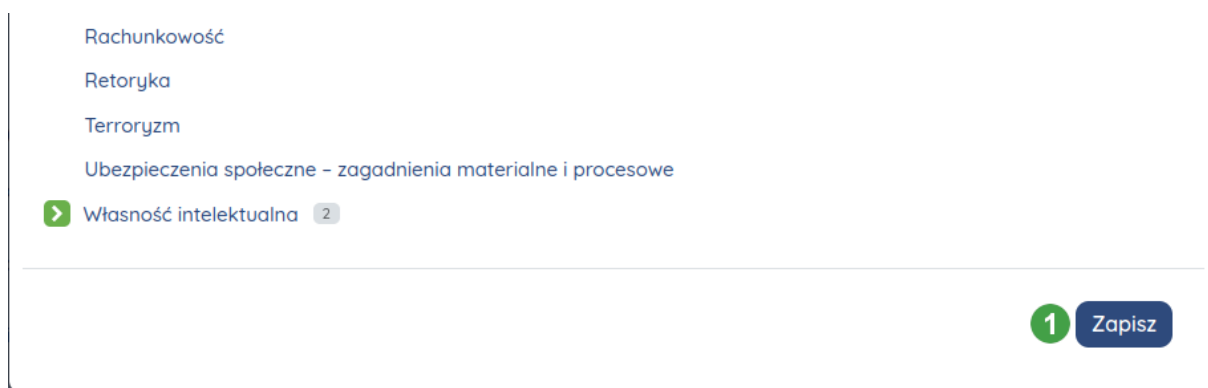 Rachunkowość
Retoryka
Terroryzm
Ubezpieczenia społeczne – zagadnienia materialne i procesowe
Własność intelektualna 2
1 Zapisz